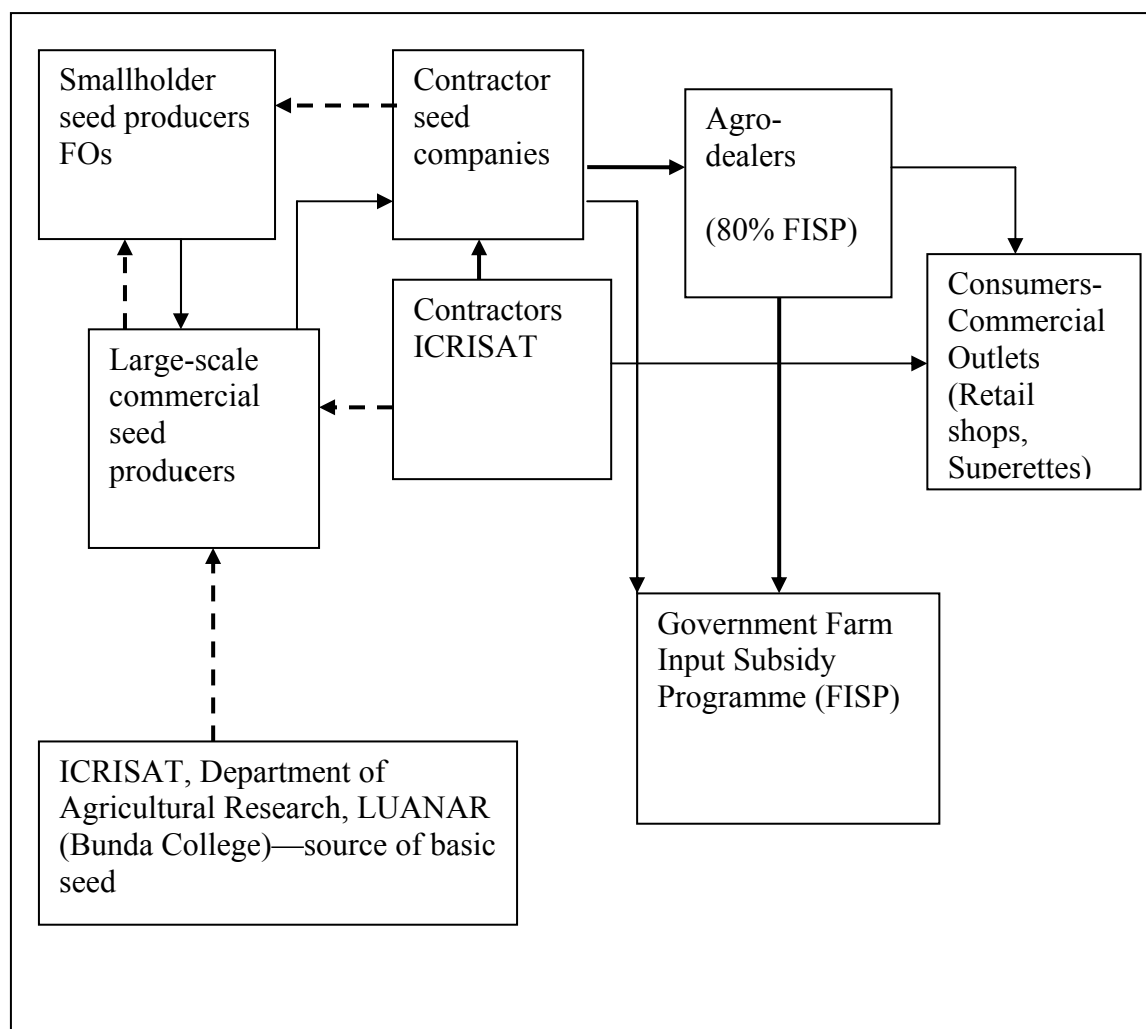 Smallholder
seed producers
FOs
Contractor
seed
companies
Agro-
dealers
(80% FISP)
Consumers-
Commercial
Outlets
(Retail
shops,
Superettes)
Contractors
ICRISAT
Large-scale
commercial
seed
producers
Government Farm
Input Subsidy
Programme (FISP)
ICRISAT, Department of
Agricultural Research, LUANAR
(Bunda College)—source of basic
seed